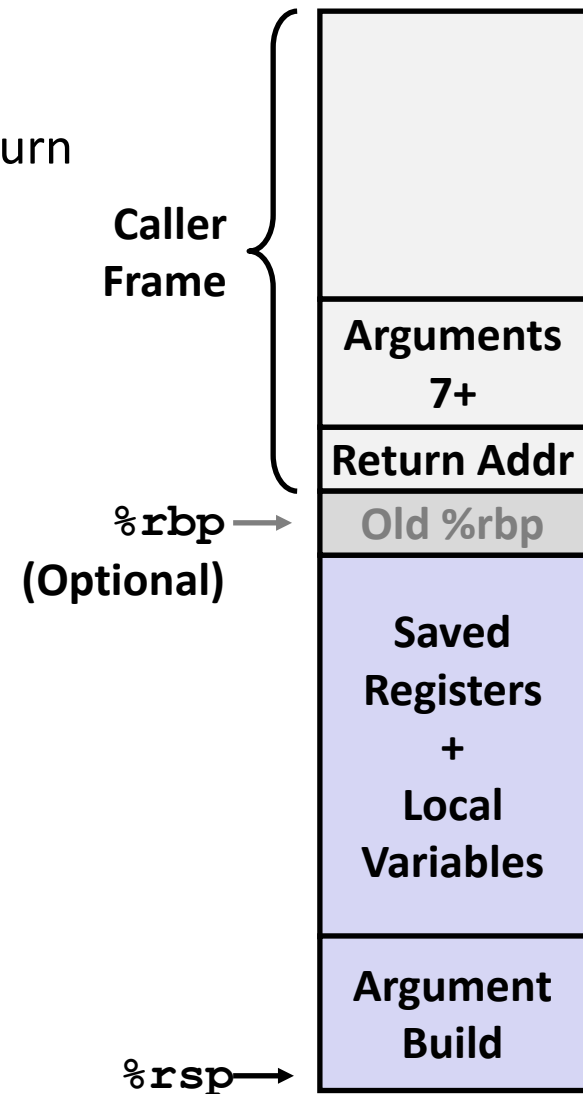 urn
Caller
Frame
Arguments
7+
Return Addr
%rbp
(Optional)
Old %rbp
Saved
Registers
+
Local
Variables
Argument
Build
%rsp